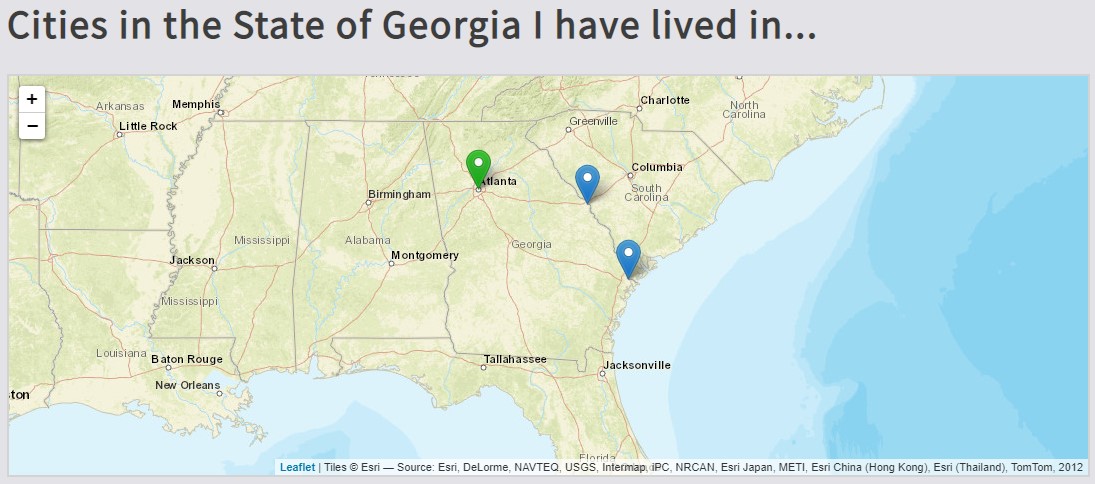 Cities in the State of Georgia I have lived in...
+
−
Tennessee
Arkansas
Memphis
Charlotte
North
Carolina
Little Rock
Greenville
Atlanta
Columbia
South
Carolina
Birmingham
Mississippi
Alabama
Georgia
Jackson
Montgomery
Mississippi
Louisiana
Baton Rouge
Tallahassee
Jacksonville
New Orleans
ston
Florida
Leaflet | Tiles © Esri — Source: Esri, DeLorme, NAVTEQ, USGS, Intermap, iPC, NRCAN, Esri Japan, METI, Esri China (Hong Kong), Esri (Thailand), TomTom, 2012